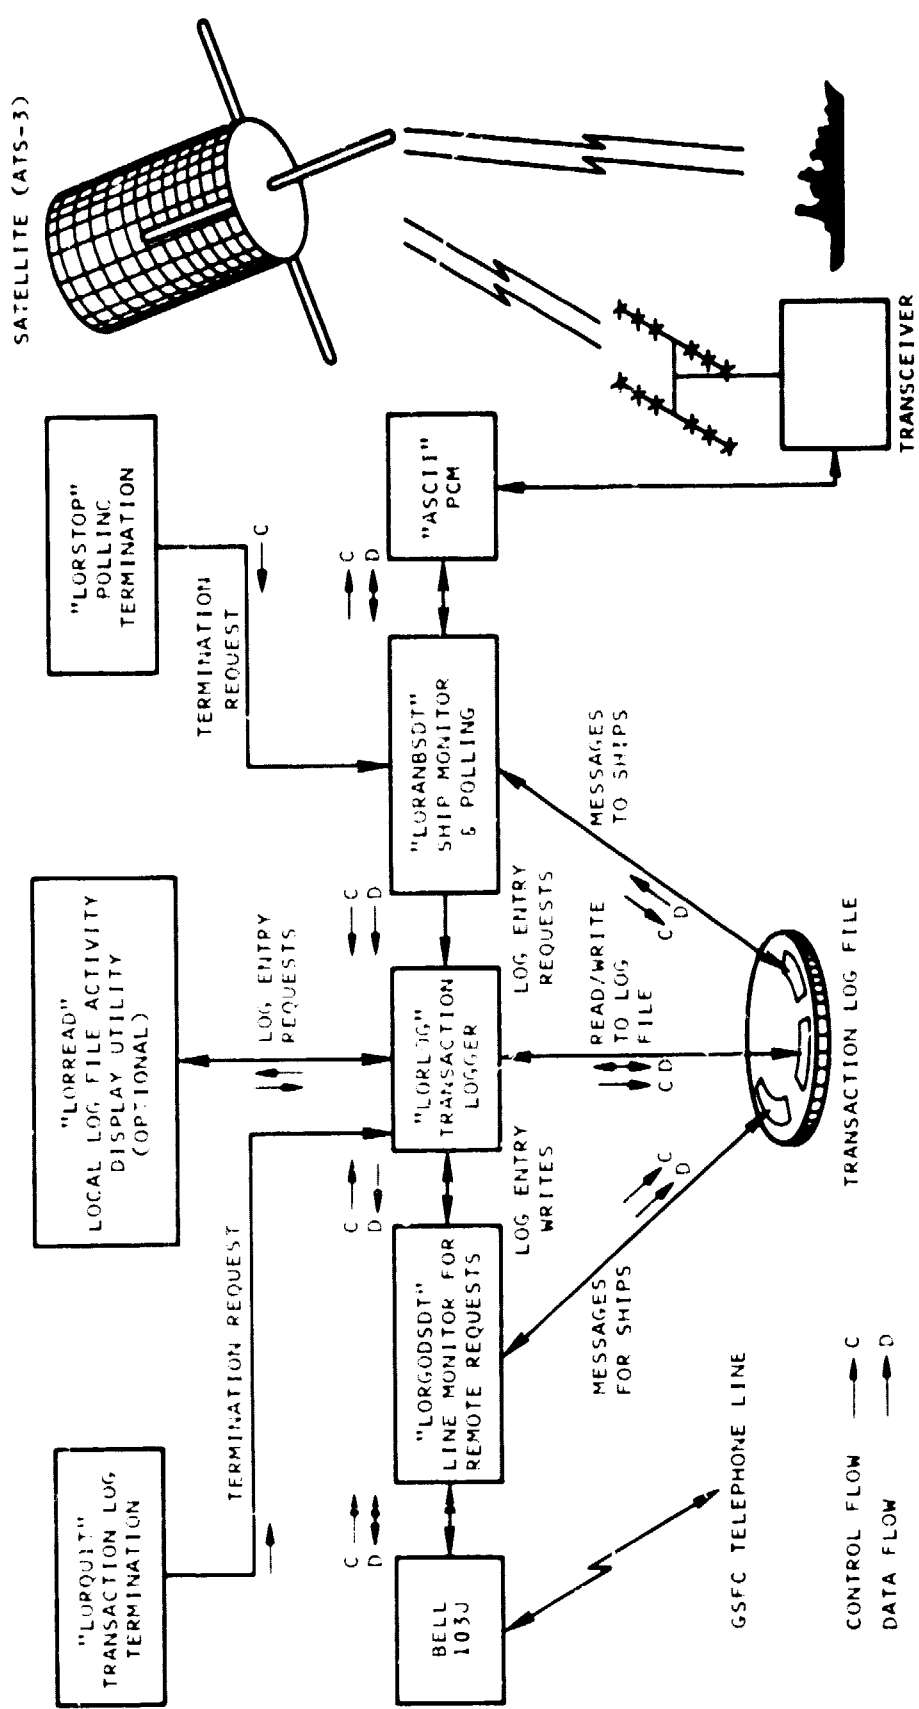 SATELLITE (ATS-3)
"LORQUIT"
TRANSACTION LOG
TERMINATION
"LORREAD"
LOCAL LOG FILE ACTIVITY
DISPLAY UTILITY
(OPTIONAL)
"LORSTOP"
POLLING
TERMINATION
TERMINATION REQUEST
LOG ENTRY
REQUESTS
TERMINATION
REQUEST
C
C
D
C
D
C
D
C
D
BELL
103J
"LORGODSDT"
LINE MONITOR FOR
REMOTE REQUESTS
"LORLOG"
TRANSACTION
LOGGER
"LORANBSDT"
SHIP MONITOR
& POLLING
"ASCII"
PCM
LOG ENTRY
WRITES
LOG ENTRY
REQUESTS
MESSAGES
FOR SHIPS
C
D
READ/WRITE
TO LOG
FILE
C D
C
D
MESSAGES
TO SHIPS
GSFC TELEPHONE LINE
TRANSACTION LOG FILE
TRANSCEIVER
CONTROL FLOW C
DATA FLOW D